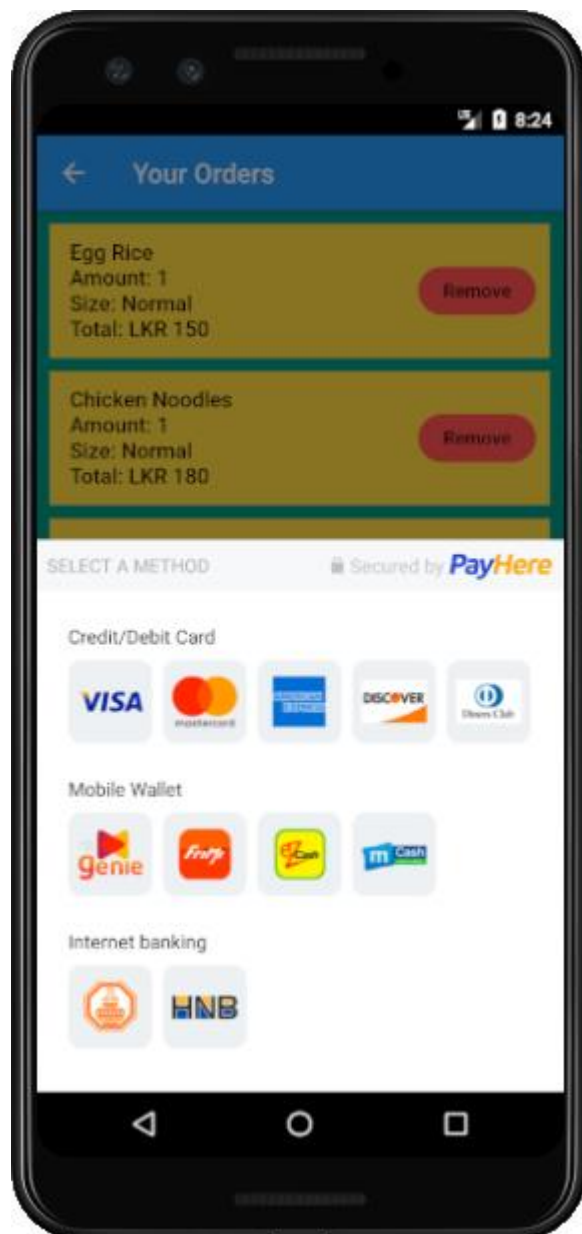 8:24
Your Orders
Egg Rice
Amount: 1
Size: Normal
Total: LKR 150
Remove
Chicken Noodles
Amount: 1
Size: Normal
Total: LKR 180
Remove
SELECT A METHOD
Secured by PayHere
Credit/Debit Card
VISA
mastercard
AMERICAN
EXPRESS
DISCOVER
Diners Club
Mobile Wallet
genie
FriMi
eZ Cash
m Cash
Internet banking
HNB